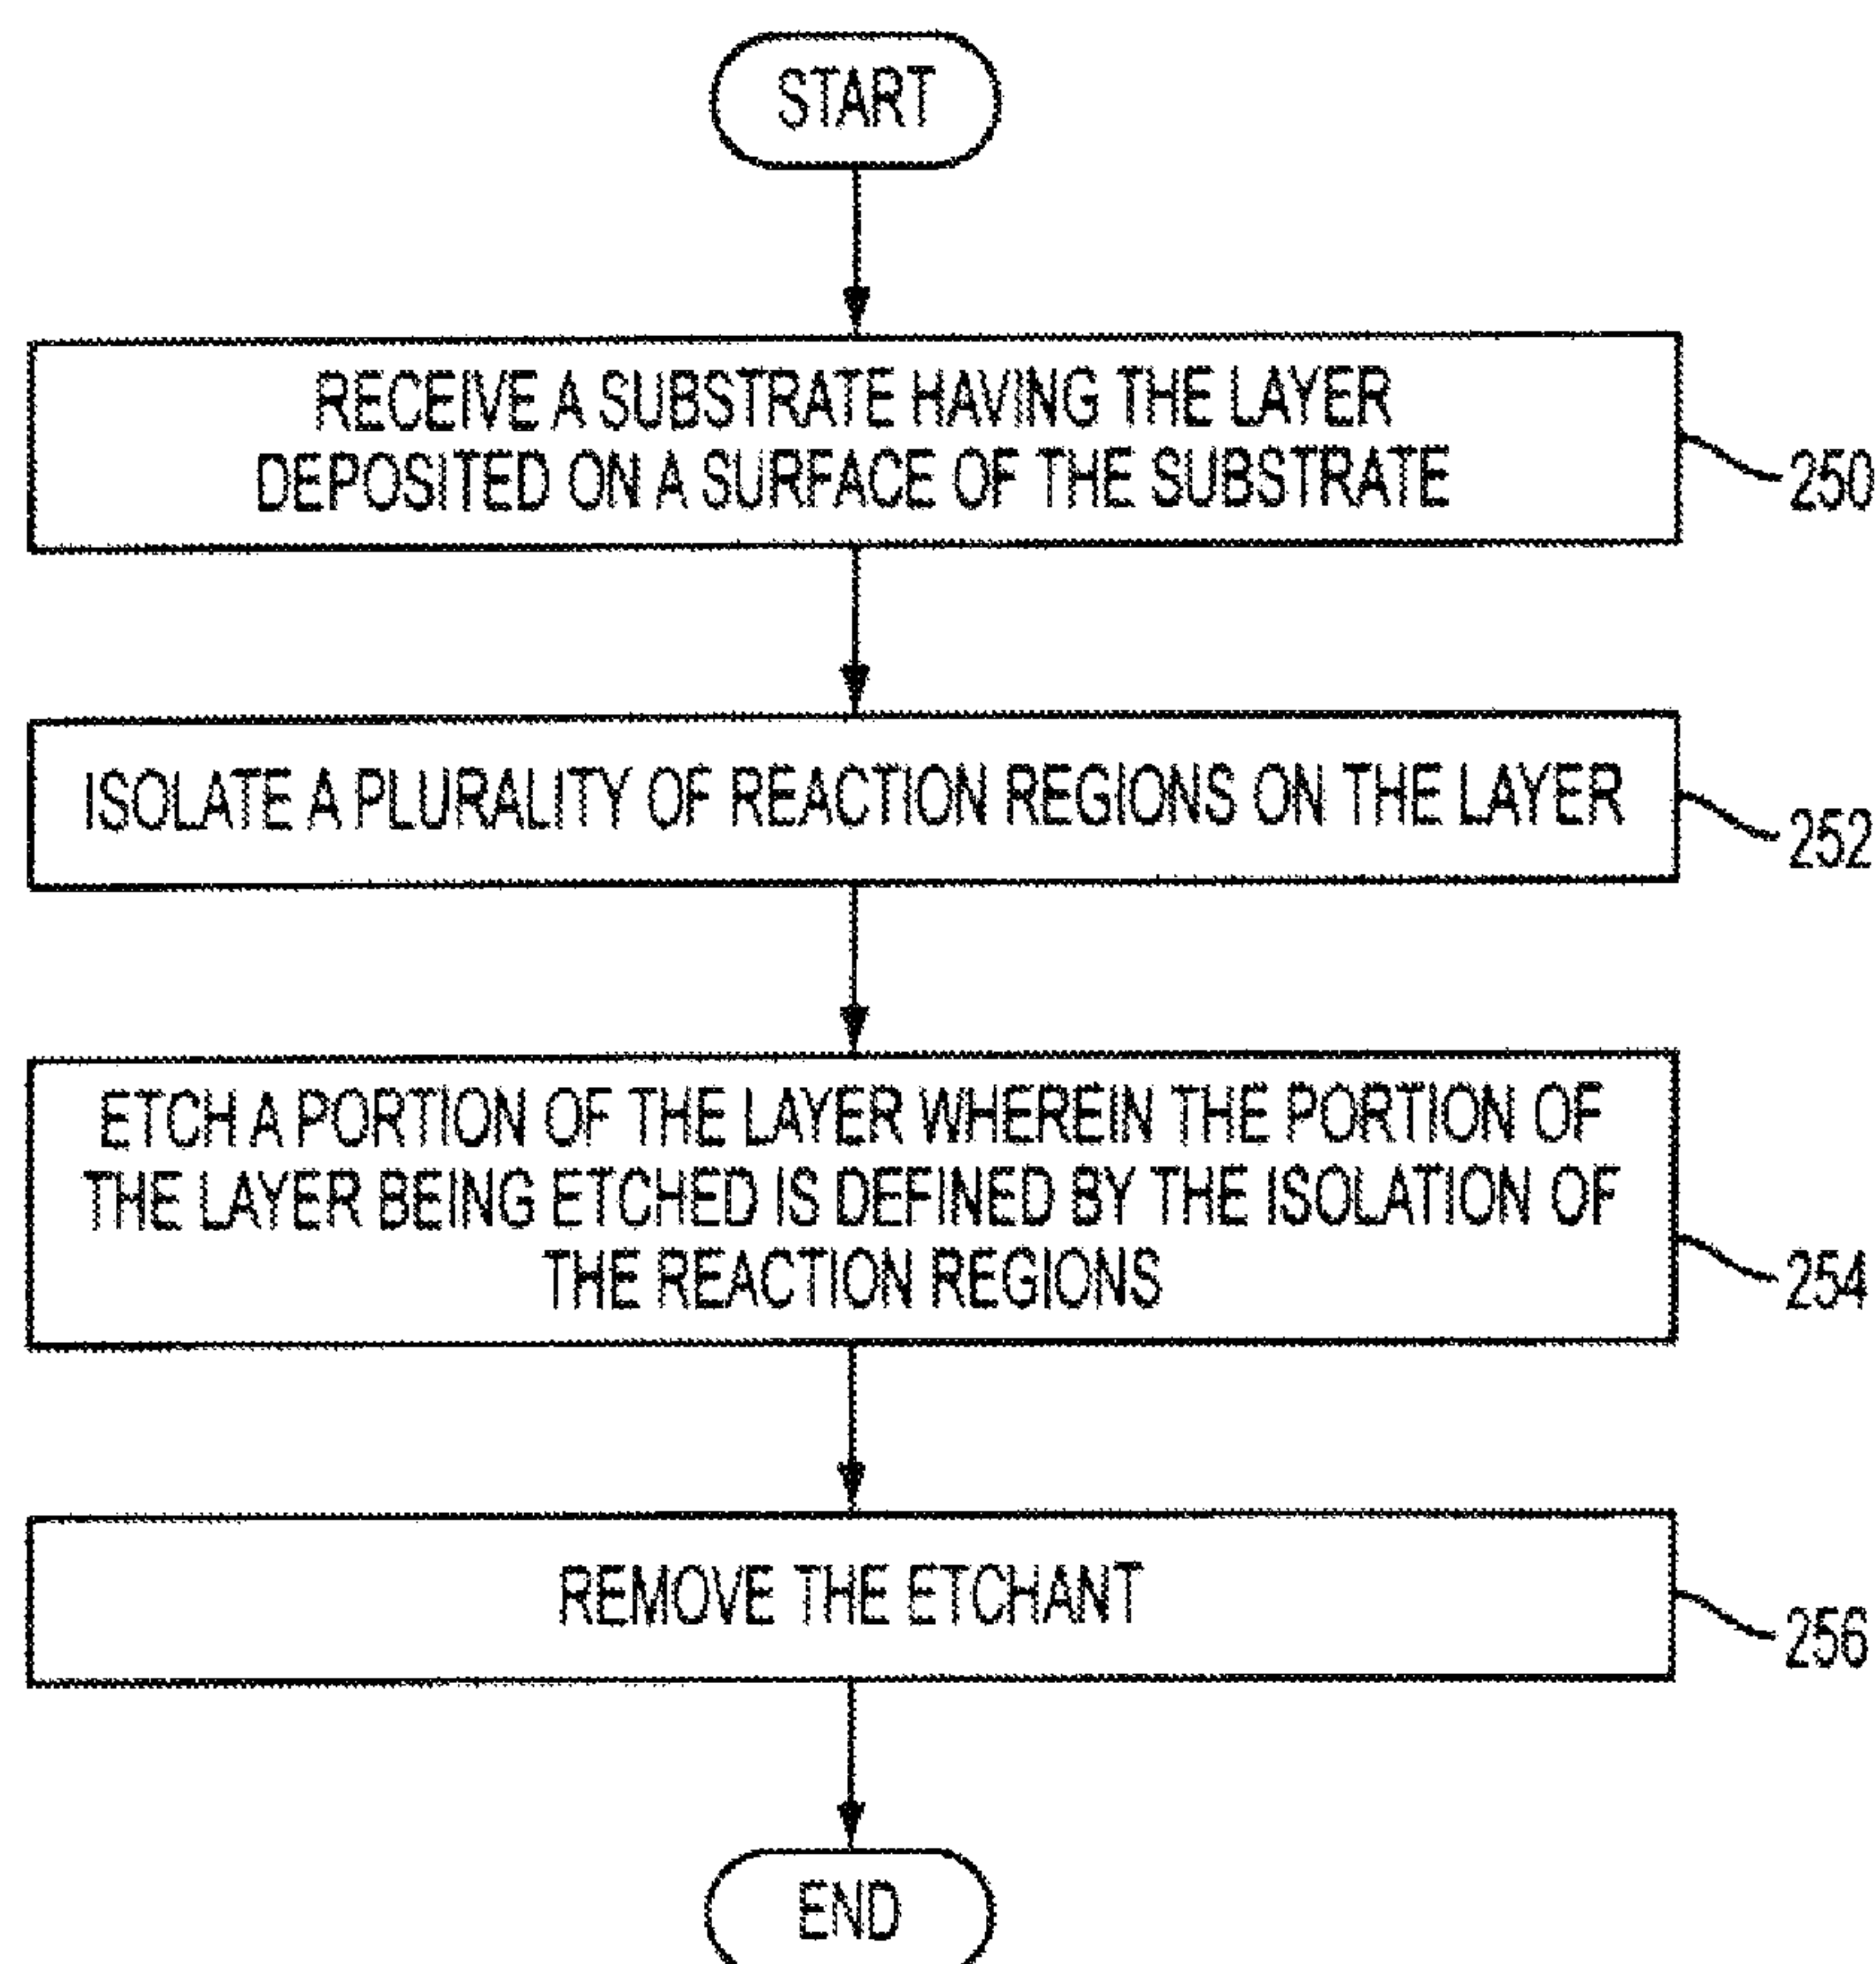 START
RECEIVE A SUBSTRATE HAVING THE LAYER
DEPOSITED ON A SURFACE OF THE SUBSTRATE
250
ISOLATE A PLURALITY OF REACTION REGIONS ON THE LAYER
252
ETCH A PORTION OF THE LAYER WHEREIN THE PORTION OF
THE LAYER BEING ETCHED IS DEFINED BY THE ISOLATION OF
THE REACTION REGIONS
254
REMOVE THE ETCHANT
256
END